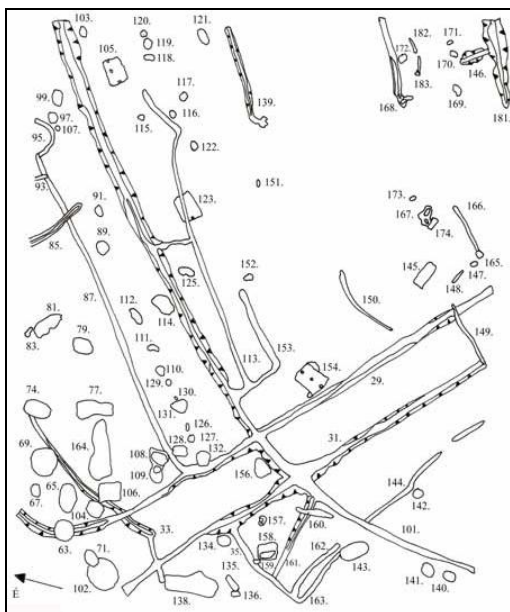 103. 120. 121.
119. 182. 171.
105. 118. 172. 170. 146.
99. 117. 139. 183. 169. 181.
97. 115. 116. 168.
107.
95. 122.
93. 151. 173.
91. 123. 167. 166.
85. 89. 174.
87. 125. 152. 145. 165.
147.
81. 112. 114. 150. 148.
83. 79. 111. 153. 149.
110. 113. 154.
129. 29.
74. 77. 130.
131.
69. 164. 126. 31.
108. 128. 127.
109. 132. 156. 144.
67. 65. 106. 142.
104. 157. 160. 101.
63. 33. 134. 35. 158.
71. 159. 161. 162. 143.
É 102. 135. 141. 140.
138. 136. 163.